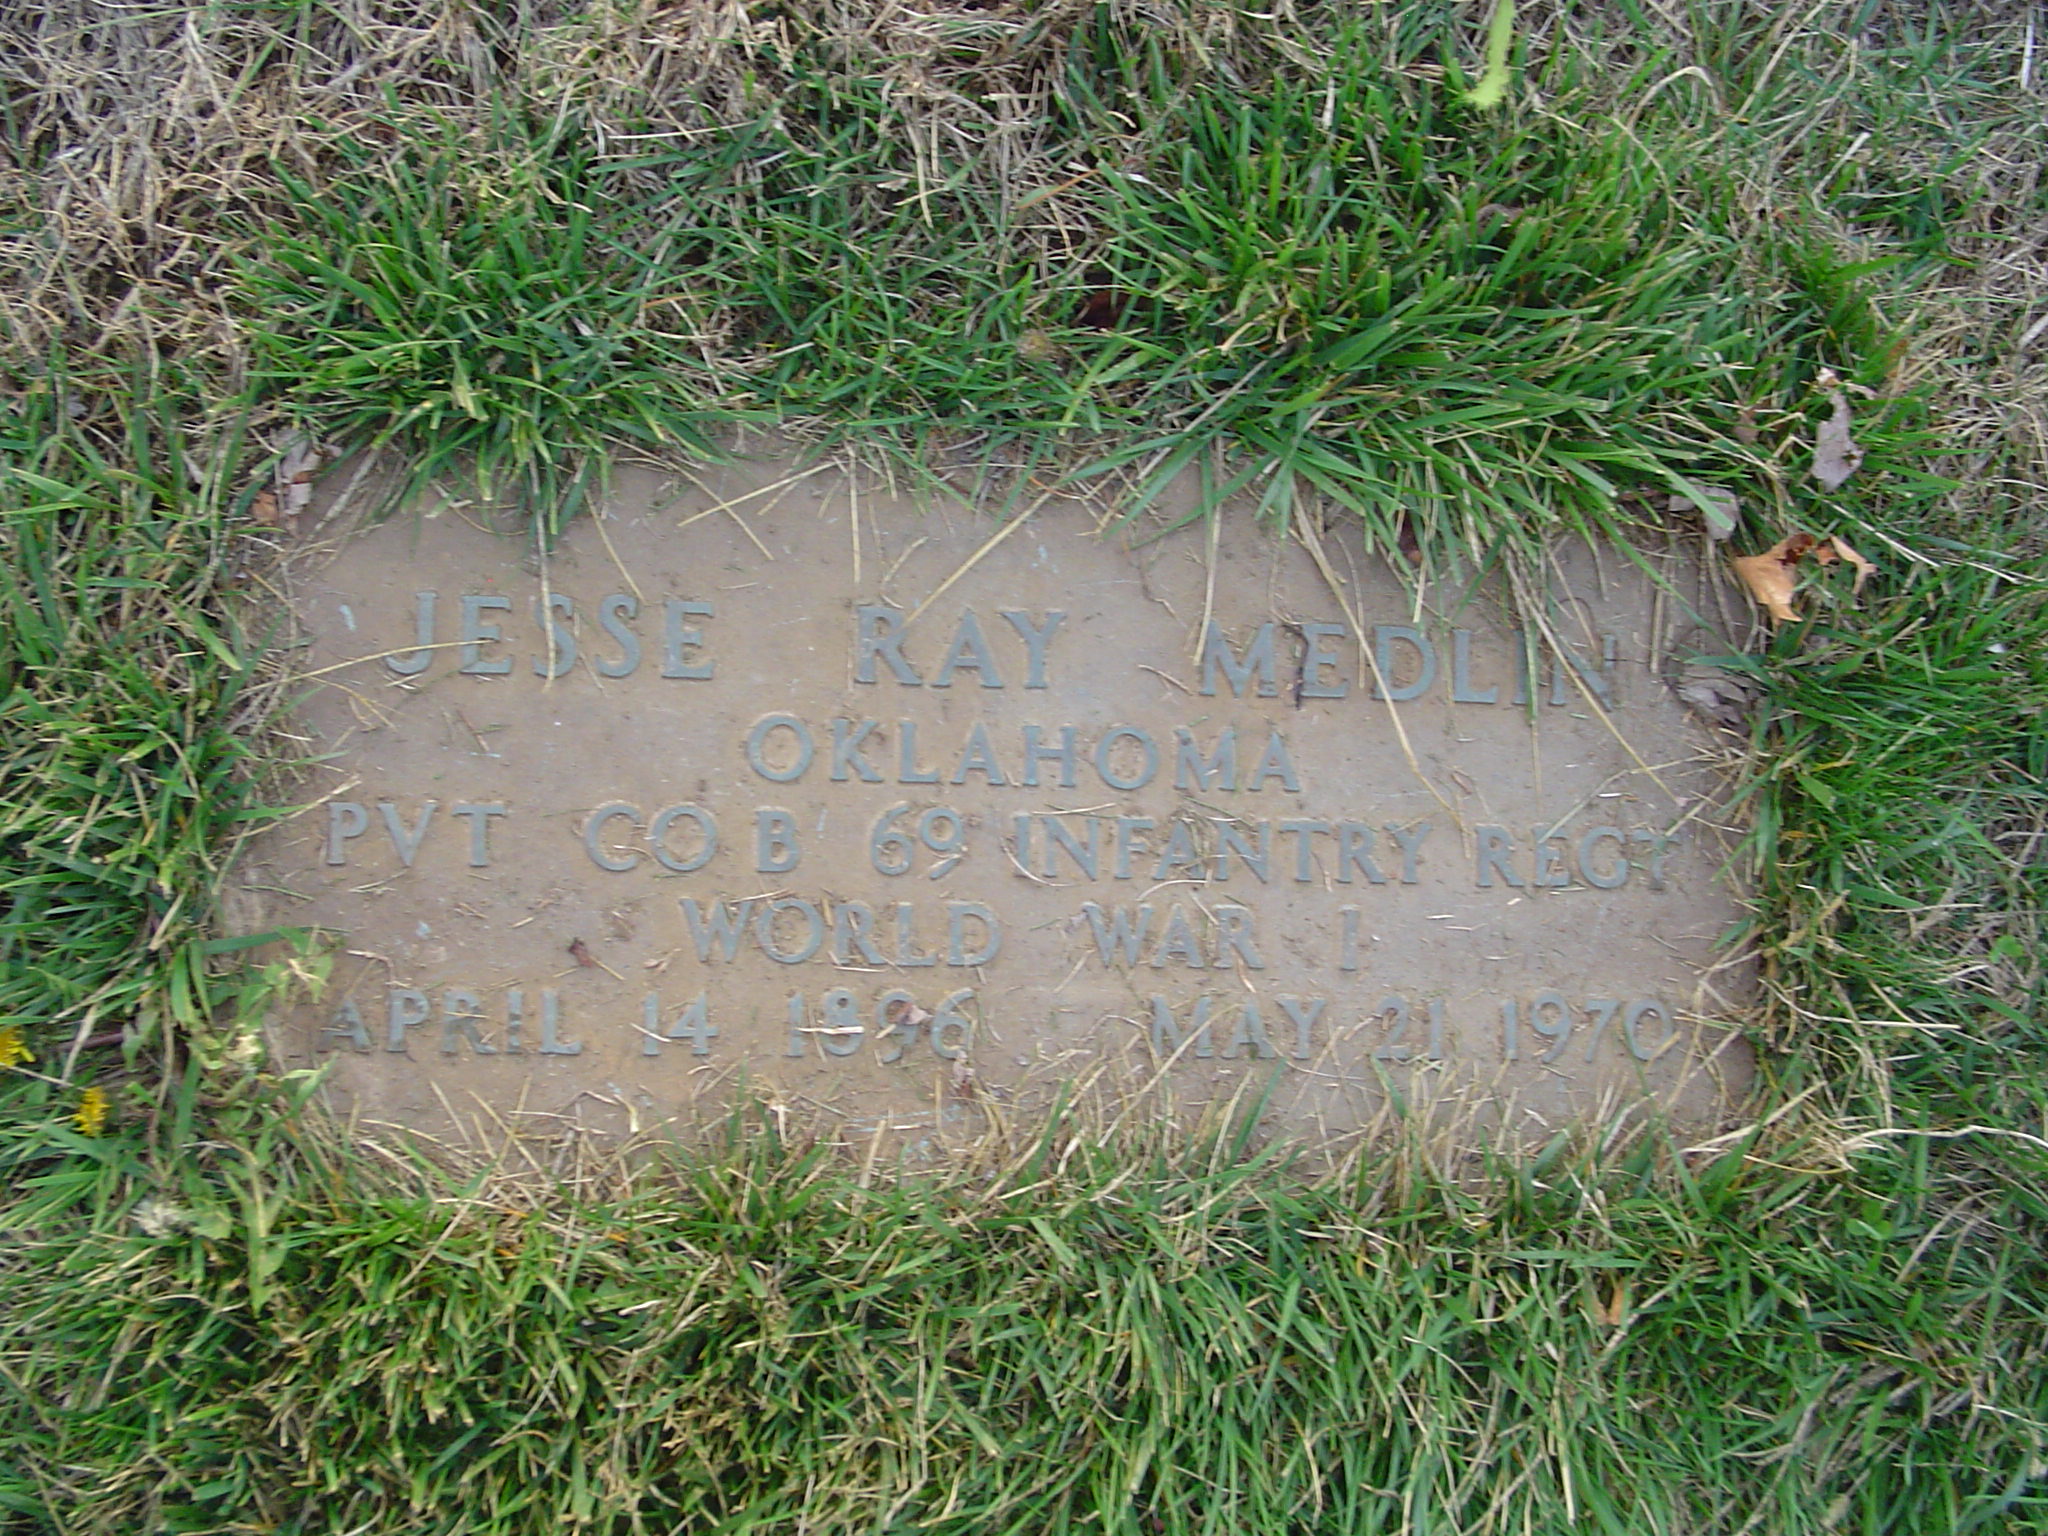 JESSE RAY MEDLIN
OKLAHOMA
PVT CO B 69 INFANTRY REGT
WORLD WAR I
APRIL 14 1896 MAY 21 1970